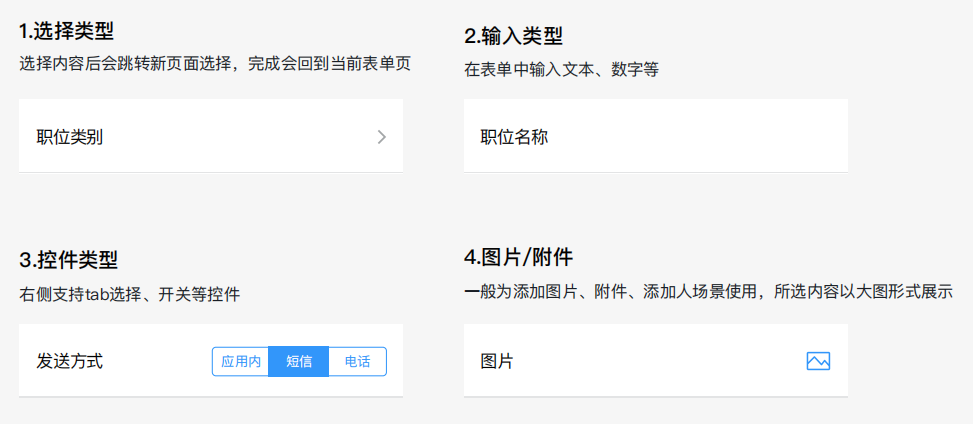 1.选择类型
选择内容后会跳转新页面选择，完成会回到当前表单页
职位类别
2.输入类型
在表单中输入文本、数字等
职位名称
3.控件类型
右侧支持tab选择、开关等控件
发送方式
应用内 短信 电话
4.图片/附件
一般为添加图片、附件、添加人场景使用，所选内容以大图形式展示
图片